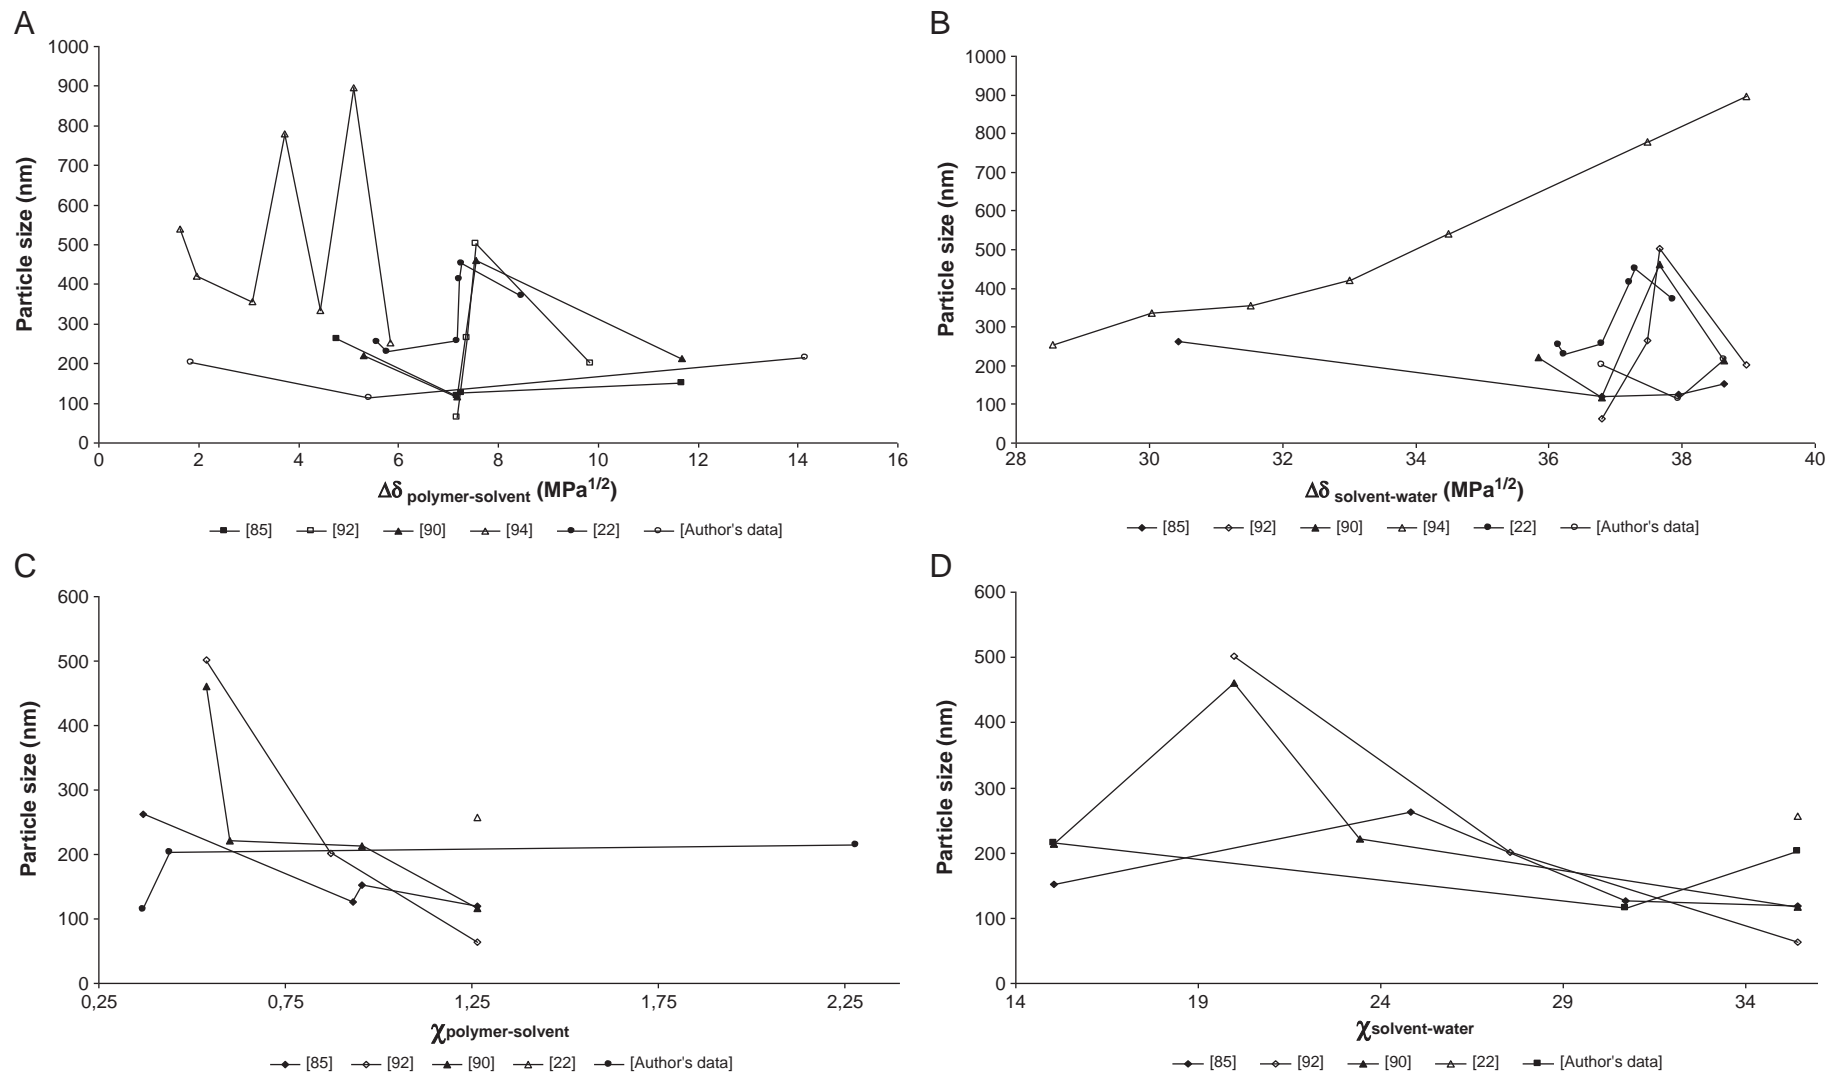 A
1000
900
800
700
600
500
400
300
200
100
0
Particle size (nm)
0 2 4 6 8 10 12 14 16
Δδ polymer-solvent (MPa1/2)
[85] [92] [90] [94] [22] [Author's data]
B
1000
900
800
700
600
500
400
300
200
100
0
Particle size (nm)
28 30 32 34 36 38 40
Δδ solvent-water (MPa1/2)
[85] [92] [90] [94] [22] [Author's data]
C
600
500
400
300
200
100
0
Particle size (nm)
0,25 0,75 1,25 1,75 2,25
χpolymer-solvent
[85] [92] [90] [22] [Author's data]
D
600
500
400
300
200
100
0
Particle size (nm)
14 19 24 29 34
χsolvent-water
[85] [92] [90] [22] [Author's data]